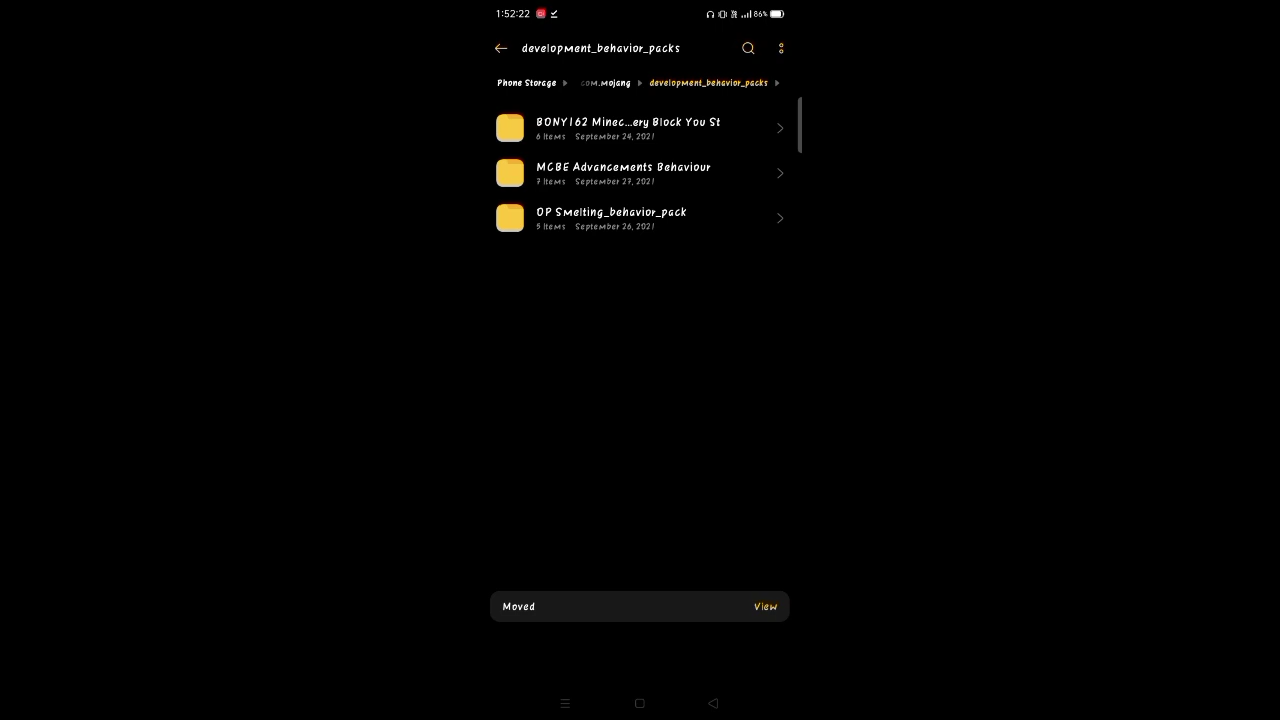 1:52:22 86%
development_behavior_packs
Phone Storage com.mojang development_behavior_packs
BONY162 Minec...ery Block You St
6 Items September 24, 2021
MCBE Advancements Behaviour
7 Items September 27, 2021
OP Smelting_behavior_pack
5 Items September 26, 2021
Moved View